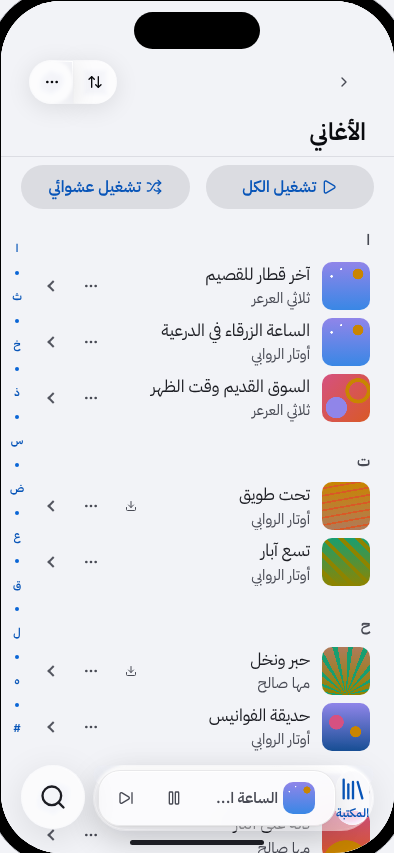 الأغاني
تشغيل الكل
تشغيل عشوائي
ا
آخر قطار للقصيم
ثلاثي العرعر
الساعة الزرقاء في الدرعية
أوتار الروابي
السوق القديم وقت الظهر
ثلاثي العرعر
ت
تحت طويق
أوتار الروابي
تسع آبار
أوتار الروابي
ح
حبر ونخل
مها صالح
حديقة الفوانيس
أوتار الروابي
ا
ث
خ
ذ
س
ض
ع
ق
ل
ه
#
الساعة ا...
المكتبة
مها صالح